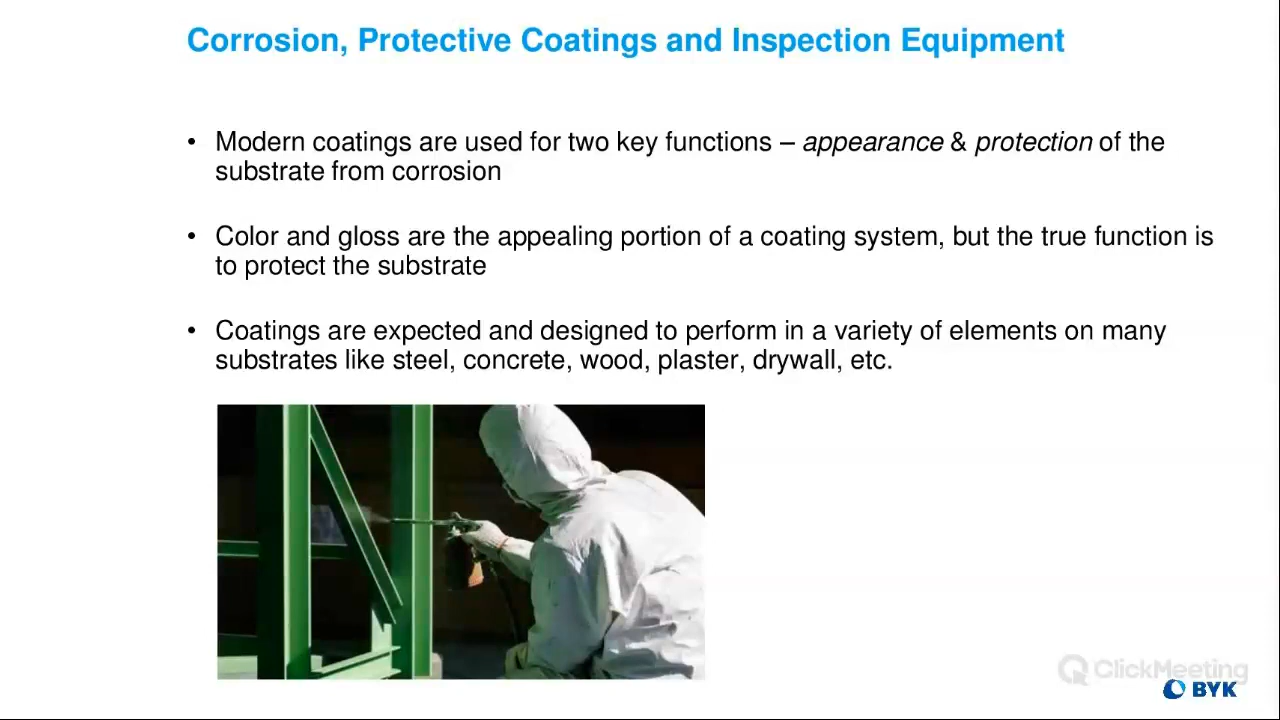 Corrosion, Protective Coatings and Inspection Equipment
• Modern coatings are used for two key functions – appearance & protection of the
substrate from corrosion
• Color and gloss are the appealing portion of a coating system, but the true function is
to protect the substrate
• Coatings are expected and designed to perform in a variety of elements on many
substrates like steel, concrete, wood, plaster, drywall, etc.
ClickMeeting
BYK